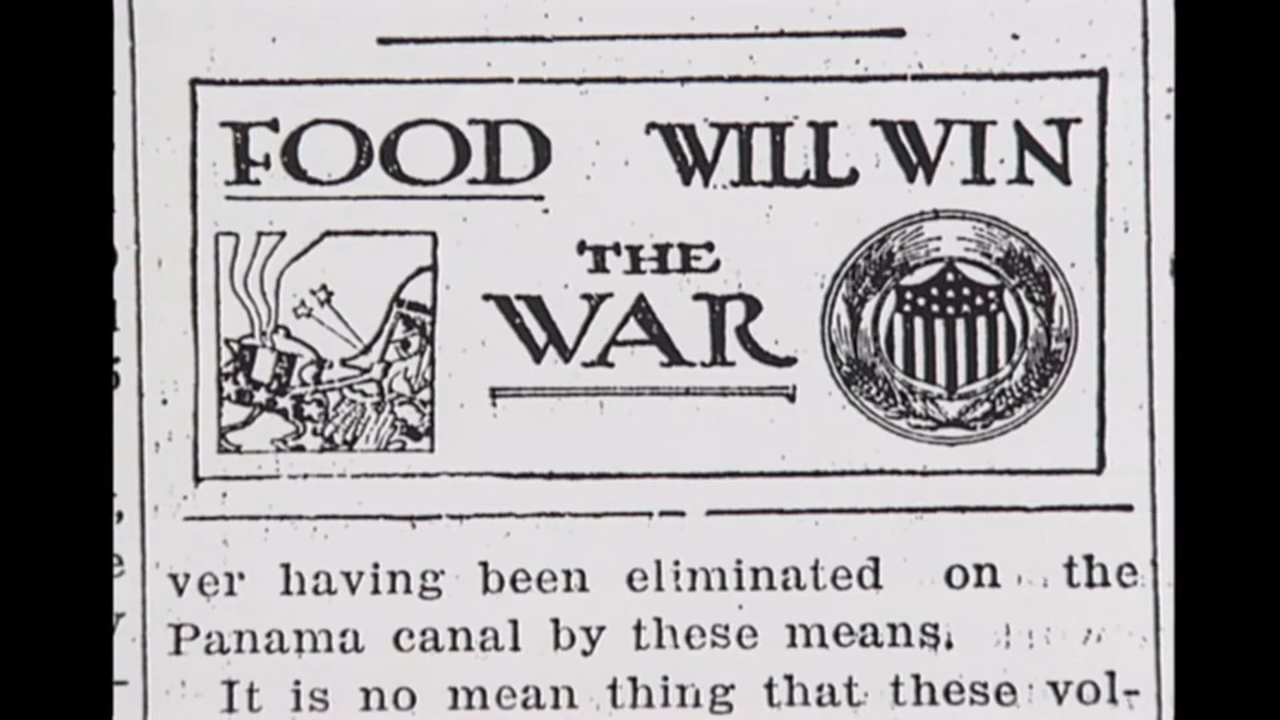 FOOD WILL WIN
THE
WAR
ver having been eliminated on the
Panama canal by these means.
It is no mean thing that these vol-